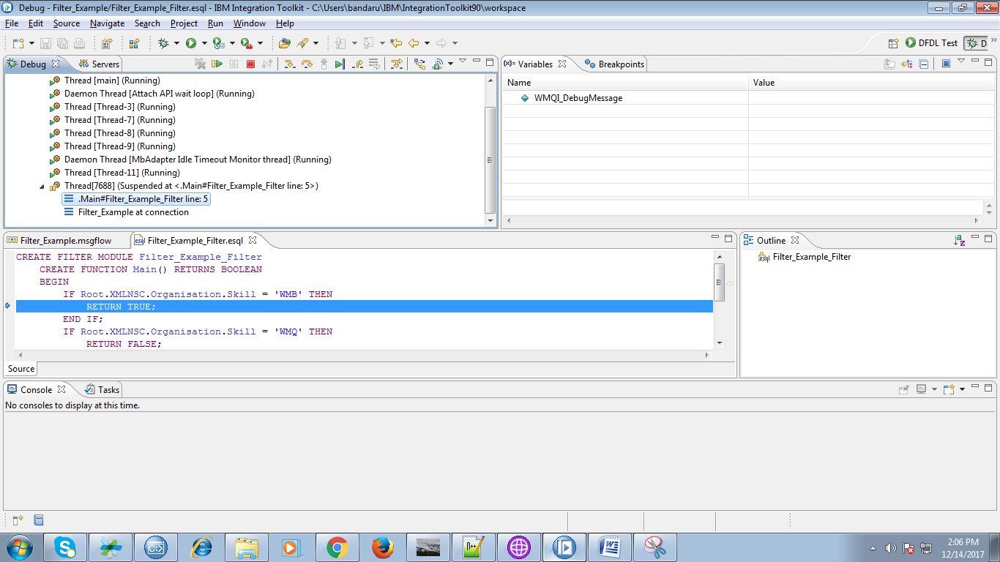 Debug - Filter_Example/Filter_Example_Filter.esql - IBM Integration Toolkit - C:\Users\bandaru\IBM\IntegrationToolkit90\workspace
File Edit Source Navigate Search Project Run Window Help
DFDL Test D
Debug Servers
Thread [main] (Running)
Daemon Thread [Attach API wait loop] (Running)
Thread [Thread-3] (Running)
Thread [Thread-7] (Running)
Thread [Thread-8] (Running)
Thread [Thread-9] (Running)
Daemon Thread [MbAdapter Idle Timeout Monitor thread] (Running)
Thread [Thread-11] (Running)
Thread[7688] (Suspended at <.Main#Filter_Example_Filter line: 5>)
.Main#Filter_Example_Filter line: 5
Filter_Example at connection
(x)= Variables Breakpoints
Name Value
WMQI_DebugMessage
Filter_Example.msgflow esql Filter_Example_Filter.esql
CREATE FILTER MODULE Filter_Example_Filter
CREATE FUNCTION Main() RETURNS BOOLEAN
BEGIN
IF Root.XMLNSC.Organisation.Skill = 'WMB' THEN
RETURN TRUE;
END IF;
IF Root.XMLNSC.Organisation.Skill = 'WMQ' THEN
RETURN FALSE;
Source
Outline
esql Filter_Example_Filter
Console Tasks
No consoles to display at this time.
2:06 PM
12/14/2017